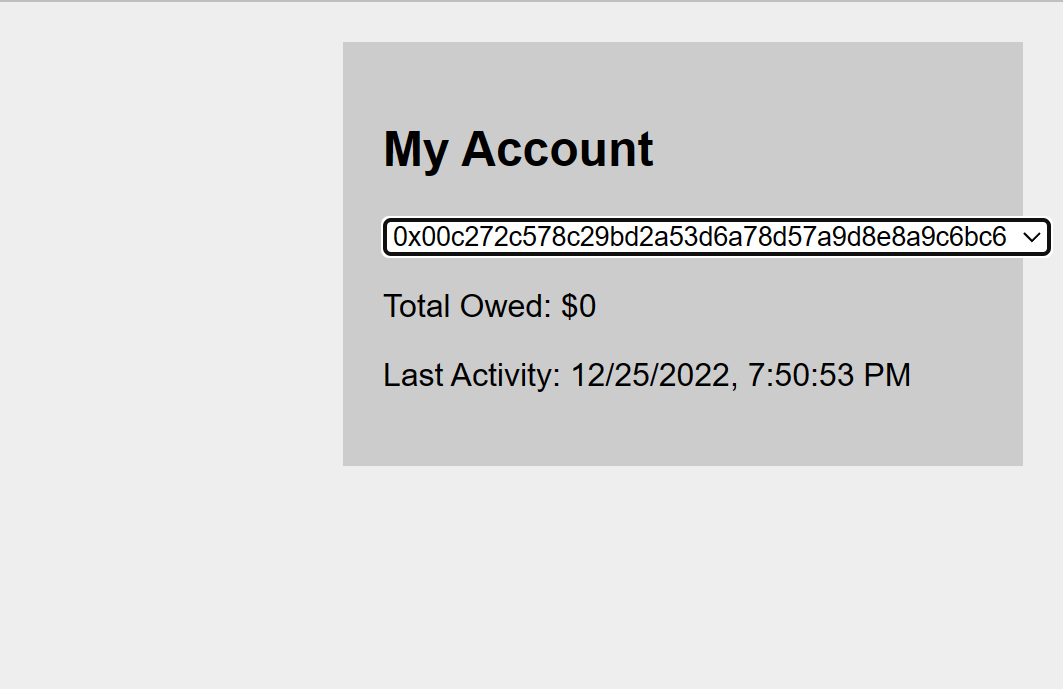 My Account
0x00c272c578c29bd2a53d6a78d57a9d8e8a9c6bc6
Total Owed: $0
Last Activity: 12/25/2022, 7:50:53 PM